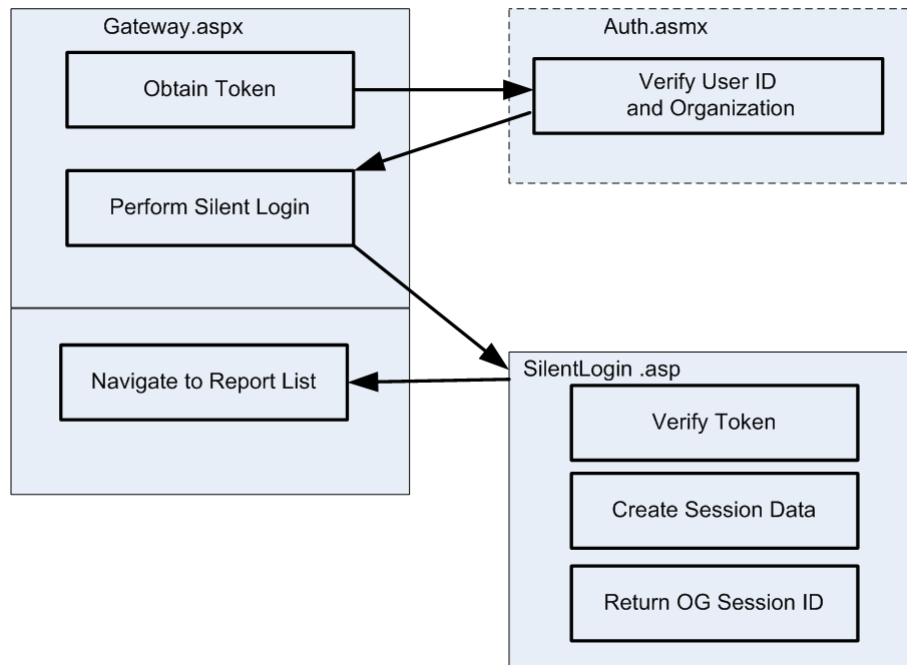 Gateway.aspx
Obtain Token
Perform Silent Login
Navigate to Report List
Auth.asmx
Verify User ID
and Organization
SilentLogin .asp
Verify Token
Create Session Data
Return OG Session ID